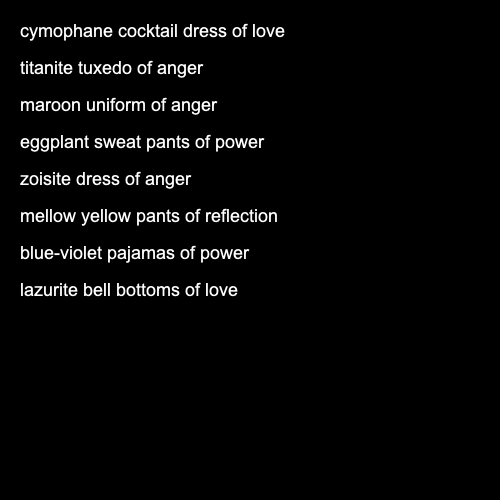 cymophane cocktail dress of love
titanite tuxedo of anger
maroon uniform of anger
eggplant sweat pants of power
zoisite dress of anger
mellow yellow pants of reflection
blue-violet pajamas of power
lazurite bell bottoms of love